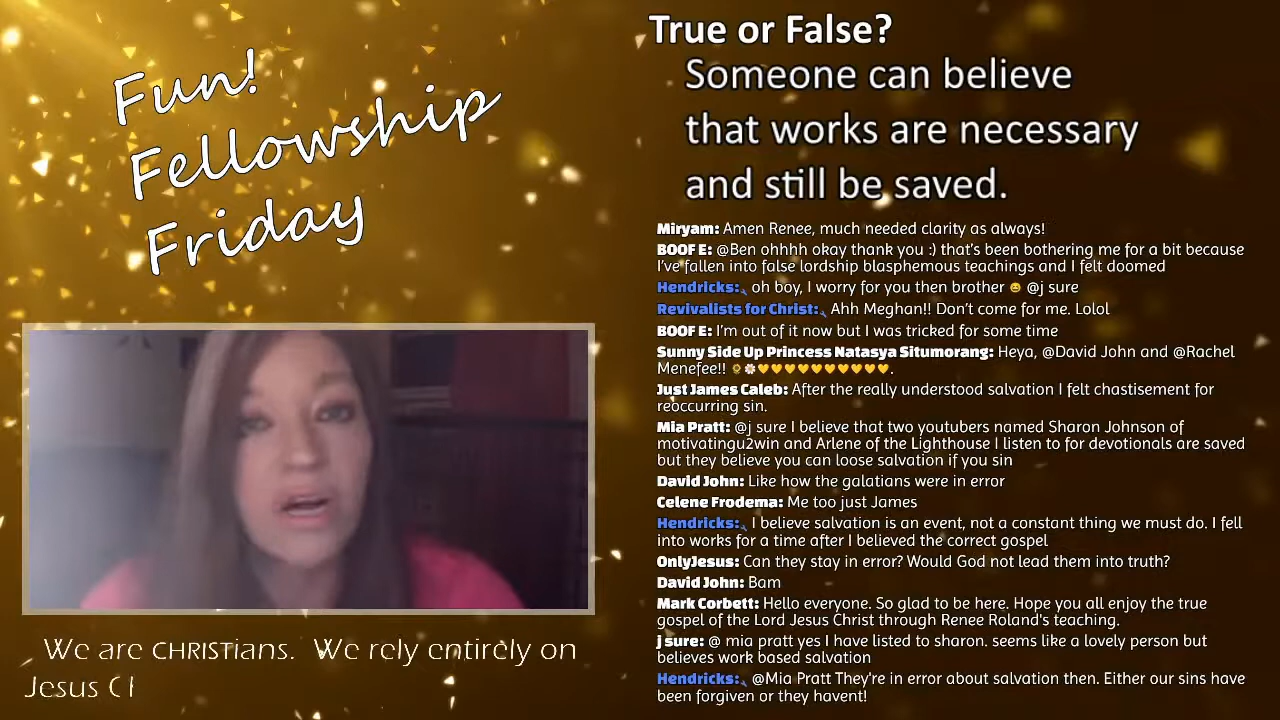 Fun!
Fellowship
Friday
We are CHRISTians. We rely entirely on
Jesus C
True or False?
Someone can believe
that works are necessary
and still be saved.
Miryam: Amen Renee, much needed clarity as always!
BOOF E: @Ben ohhhh okay thank you :) that's been bothering me for a bit because
I've fallen into false lordship blasphemous teachings and I felt doomed
Hendricks: oh boy, I worry for you then brother 😄 @j sure
Revivalists for Christ: Ahh Meghan!! Don't come for me. Lolol
BOOF E: I'm out of it now but I was tricked for some time
Sunny Side Up Princess Natasya Situmorang: Heya, @David John and @Rachel
Menefee!! 🌻🌼💛💛💛💛💛💛💛💛💛💛.
Just James Caleb: After the really understood salvation I felt chastisement for
reoccurring sin.
Mia Pratt: @j sure I believe that two youtubers named Sharon Johnson of
motivatingu2win and Arlene of the Lighthouse I listen to for devotionals are saved
but they believe you can loose salvation if you sin
David John: Like how the galatians were in error
Celene Frodema: Me too just James
Hendricks: I believe salvation is an event, not a constant thing we must do. I fell
into works for a time after I believed the correct gospel
OnlyJesus: Can they stay in error? Would God not lead them into truth?
David John: Bam
Mark Corbett: Hello everyone. So glad to be here. Hope you all enjoy the true
gospel of the Lord Jesus Christ through Renee Roland's teaching.
j sure: @ mia pratt yes I have listed to sharon. seems like a lovely person but
believes work based salvation
Hendricks: @Mia Pratt They're in error about salvation then. Either our sins have
been forgiven or they havent!